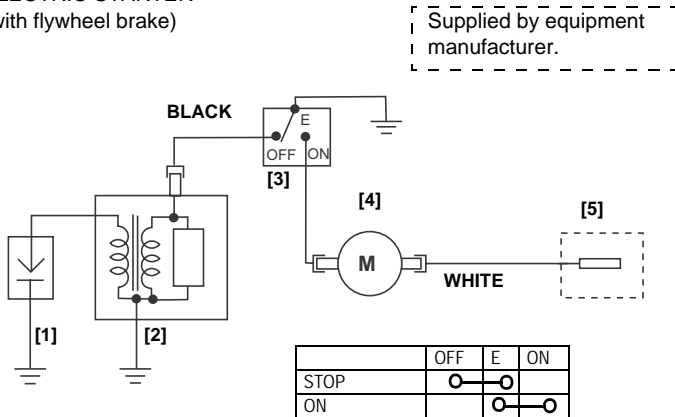 with flywheel brake)
Supplied by equipment
manufacturer.
BLACK
E
OFF ON
[3]
[4]
[5]
M
WHITE
[1]
[2]
OFF E ON
STOP
ON